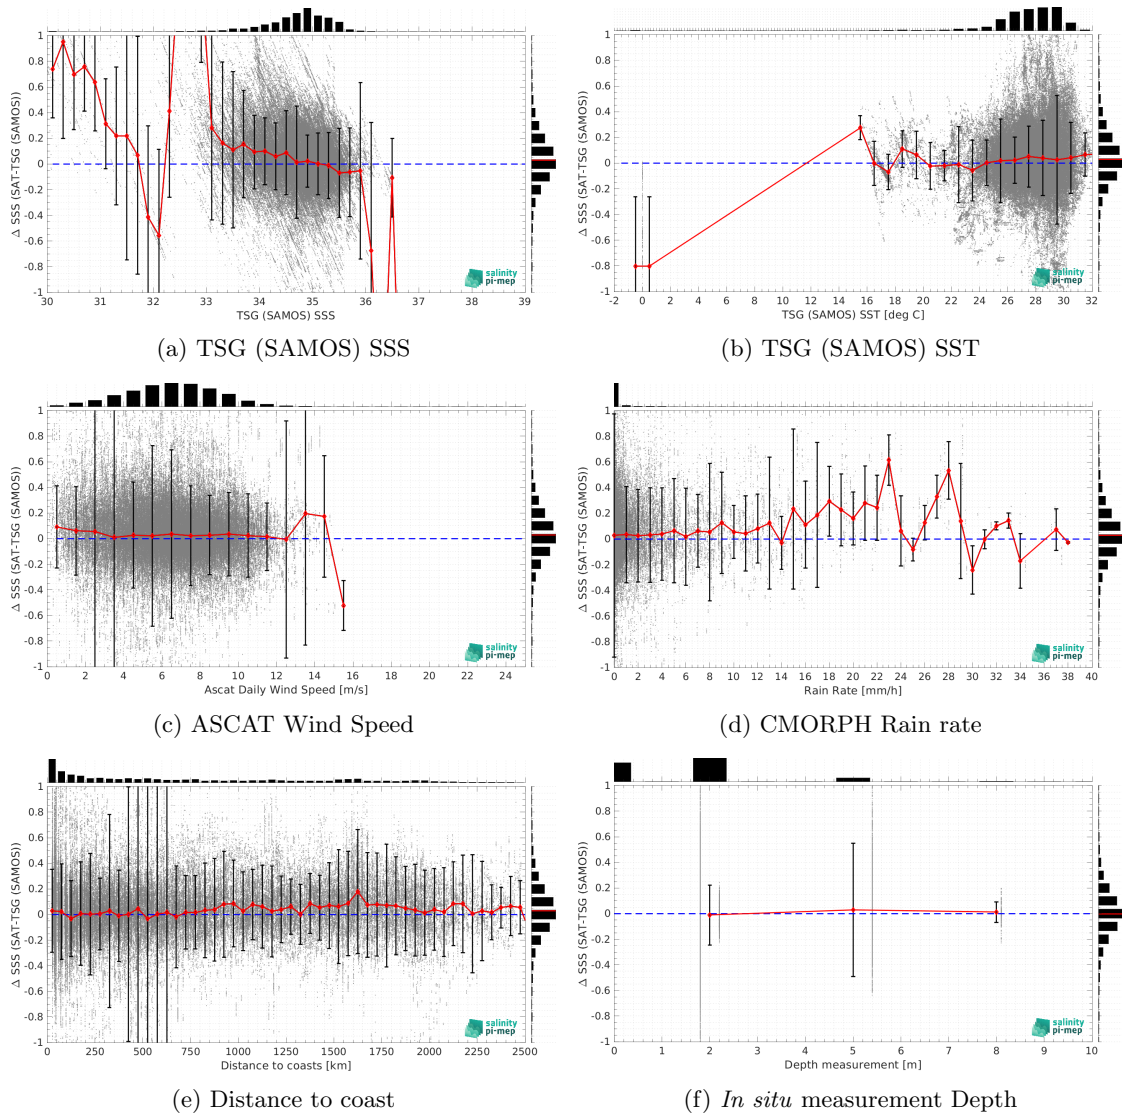 1
0.8
0.6
0.4
0.2
0
-0.2
-0.4
-0.6
-0.8
-1
Δ SSS (SAT-TSG (SAMOS))
30 31 32 33 34 35 36 37 38 39
TSG (SAMOS) SSS
salinity
pi-mep
(a) TSG (SAMOS) SSS
1
0.8
0.6
0.4
0.2
0
-0.2
-0.4
-0.6
-0.8
-1
Δ SSS (SAT-TSG (SAMOS))
-2 0 2 4 6 8 10 12 14 16 18 20 22 24 26 28 30 32
TSG (SAMOS) SST [deg C]
salinity
pi-mep
(b) TSG (SAMOS) SST
1
0.8
0.6
0.4
0.2
0
-0.2
-0.4
-0.6
-0.8
-1
Δ SSS (SAT-TSG (SAMOS))
0 2 4 6 8 10 12 14 16 18 20 22 24
Ascat Daily Wind Speed [m/s]
salinity
pi-mep
(c) ASCAT Wind Speed
1
0.8
0.6
0.4
0.2
0
-0.2
-0.4
-0.6
-0.8
-1
Δ SSS (SAT-TSG (SAMOS))
0 2 4 6 8 10 12 14 16 18 20 22 24 26 28 30 32 34 36 38 40
Rain Rate [mm/h]
salinity
pi-mep
(d) CMORPH Rain rate
1
0.8
0.6
0.4
0.2
0
-0.2
-0.4
-0.6
-0.8
-1
Δ SSS (SAT-TSG (SAMOS))
0 250 500 750 1000 1250 1500 1750 2000 2250 2500
Distance to coasts [km]
salinity
pi-mep
(e) Distance to coast
1
0.8
0.6
0.4
0.2
0
-0.2
-0.4
-0.6
-0.8
-1
Δ SSS (SAT-TSG (SAMOS))
0 1 2 3 4 5 6 7 8 9 10
Depth measurement [m]
salinity
pi-mep
(f) In situ measurement Depth